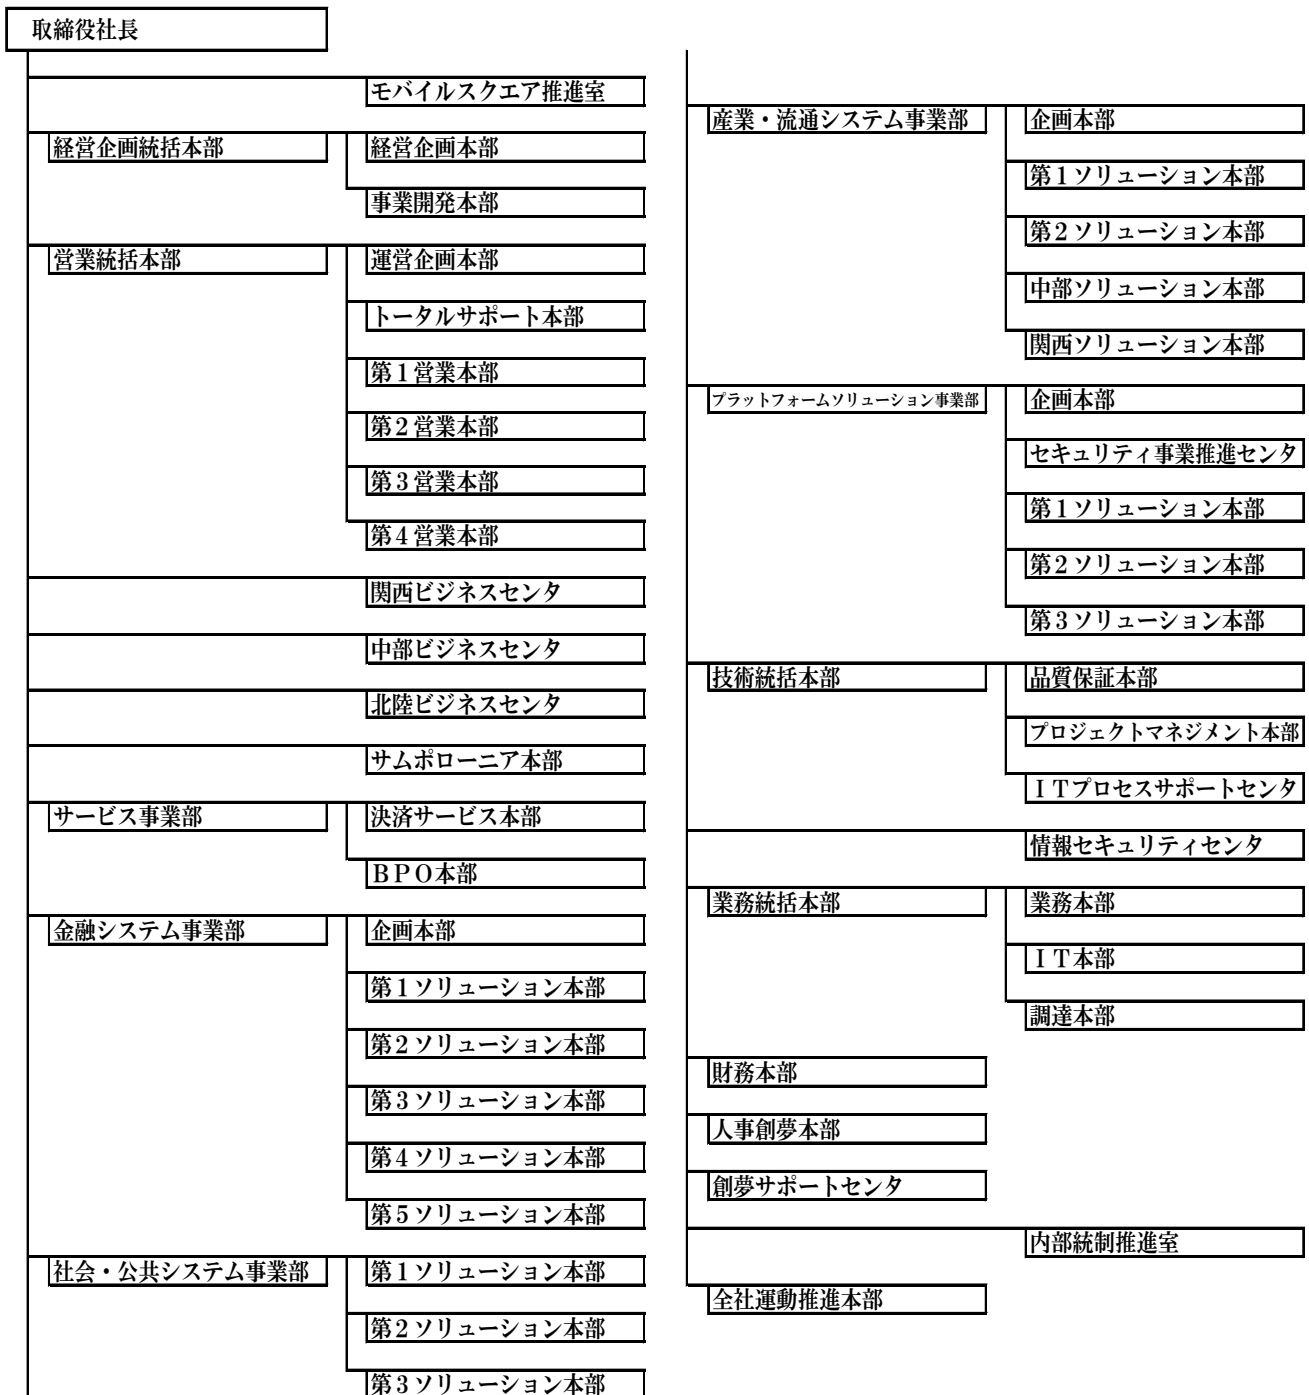 取締役社長
モバイルスクエア推進室
経営企画統括本部
経営企画本部
事業開発本部
営業統括本部
運営企画本部
トータルサポート本部
第１営業本部
第２営業本部
第３営業本部
第４営業本部
関西ビジネスセンタ
中部ビジネスセンタ
北陸ビジネスセンタ
サムポローニア本部
サービス事業部
決済サービス本部
ＢＰＯ本部
金融システム事業部
企画本部
第１ソリューション本部
第２ソリューション本部
第３ソリューション本部
第４ソリューション本部
第５ソリューション本部
社会・公共システム事業部
第１ソリューション本部
第２ソリューション本部
第３ソリューション本部
産業・流通システム事業部
企画本部
第１ソリューション本部
第２ソリューション本部
中部ソリューション本部
関西ソリューション本部
プラットフォームソリューション事業部
企画本部
セキュリティ事業推進センタ
第１ソリューション本部
第２ソリューション本部
第３ソリューション本部
技術統括本部
品質保証本部
プロジェクトマネジメント本部
ＩＴプロセスサポートセンタ
情報セキュリティセンタ
業務統括本部
業務本部
ＩＴ本部
調達本部
財務本部
人事創夢本部
創夢サポートセンタ
内部統制推進室
全社運動推進本部